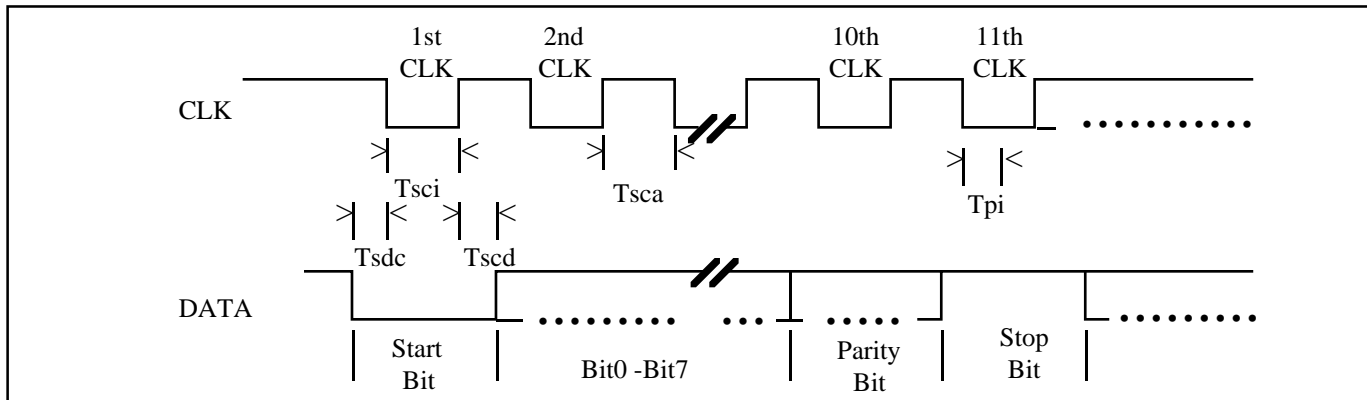 1st
CLK
2nd
CLK
10th
CLK
11th
CLK
CLK
Tsci
Tsca
Tpi
Tsdc
Tscd
DATA
Start
Bit
Bit0 -Bit7
Parity
Bit
Stop
Bit